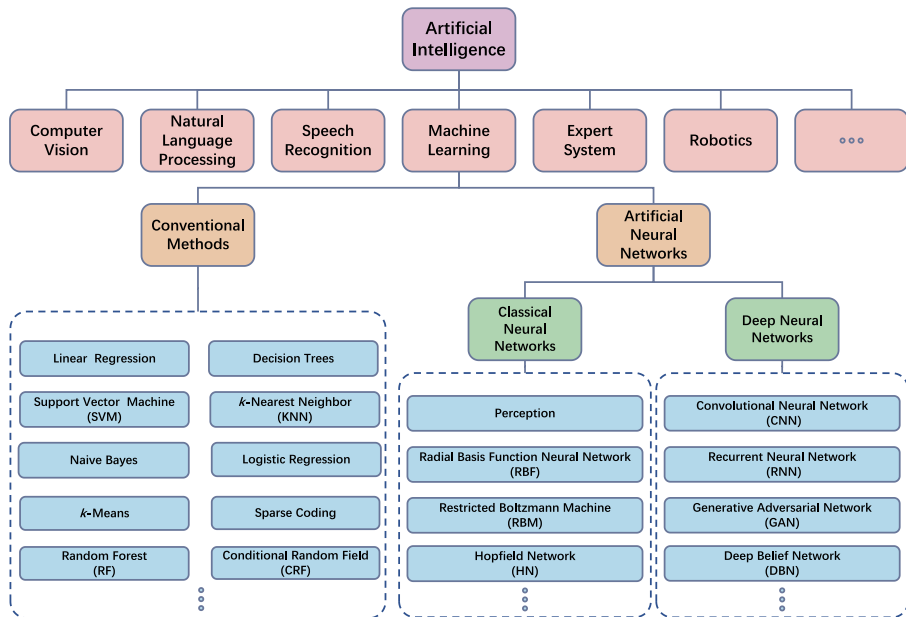 Artificial
Intelligence
Computer
Vision
Natural
Language
Processing
Speech
Recognition
Machine
Learning
Expert
System
Robotics
Conventional
Methods
Artificial
Neural
Networks
Classical
Neural
Networks
Deep Neural
Networks
Linear Regression
Decision Trees
Support Vector Machine
(SVM)
k-Nearest Neighbor
(KNN)
Naive Bayes
Logistic Regression
k-Means
Sparse Coding
Random Forest
(RF)
Conditional Random Field
(CRF)
Perception
Radial Basis Function Neural Network
(RBF)
Restricted Boltzmann Machine
(RBM)
Hopfield Network
(HN)
Convolutional Neural Network
(CNN)
Recurrent Neural Network
(RNN)
Generative Adversarial Network
(GAN)
Deep Belief Network
(DBN)